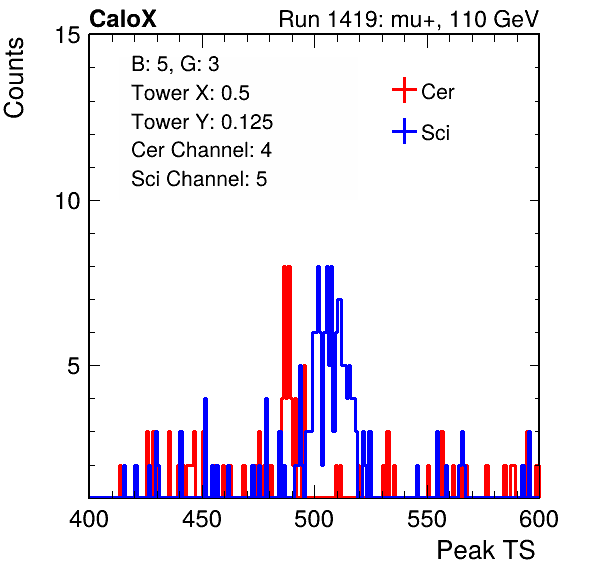 CaloX Run 1419: mu+, 110 GeV
Counts
15
10
5
B: 5, G: 3
Tower X: 0.5
Tower Y: 0.125
Cer Channel: 4
Sci Channel: 5
Cer
Sci
400 450 500 550 600
Peak TS